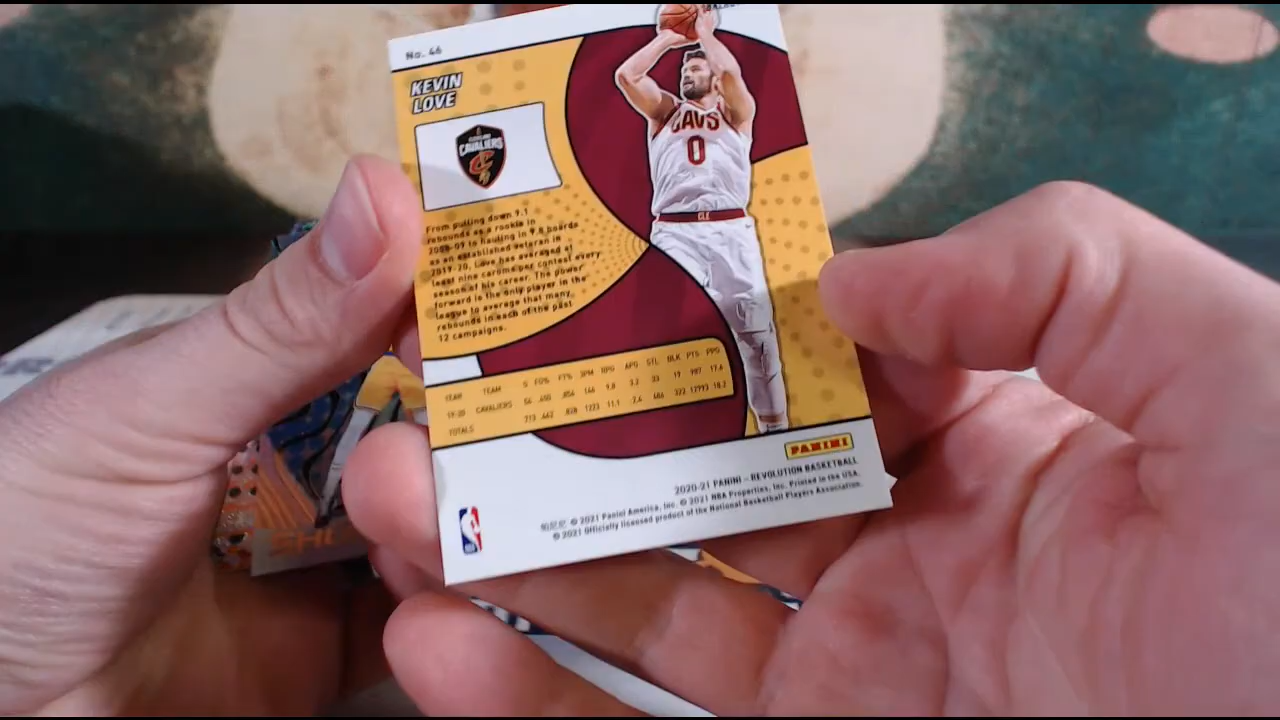 No. 46
KEVIN
LOVE
CAVALIERS
CAVS
0
CLE
From pulling down 9.1
rebounds as a rookie in
2008-09 to hauling in 9.8 boards
as an established veteran in
2019-20, Love has averaged at
least nine caroms per contest every
season of his career. The power
forward is the only player in the
league to average that many
rebounds in each of the past
12 campaigns.
YEAR TEAM G FG% FT% 3PM RPG APG STL BLK PTS PPG
19-20 CAVALIERS 56 .450 .854 146 9.8 3.2 33 19 987 17.6
TOTALS 713 .442 .828 1223 11.1 2.4 486 323 12993 18.2
PANINI
2020-21 PANINI - REVOLUTION BASKETBALL
© 2021 Panini America, Inc. © 2021 NBA Properties, Inc. Printed in the USA.
© 2021 Officially licensed product of the National Basketball Players Association.
SHO